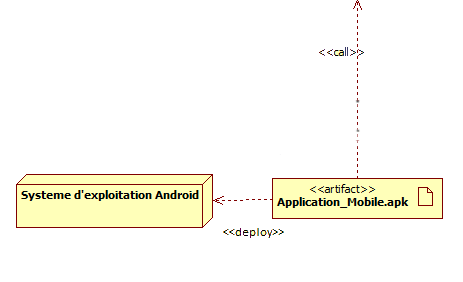 <<call>>
<<artifact>>
Application_Mobile.apk
Systeme d'exploitation Android
<<deploy>>